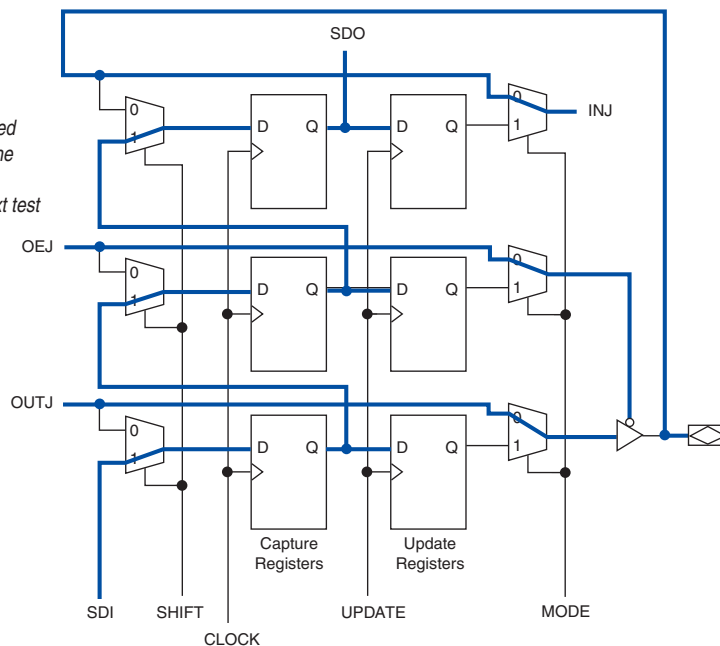 SDO
0
1
D Q
D Q
0
1
INJ
ed
ne
xt test
OEJ
0
1
D Q
D Q
0
1
OUTJ
0
1
D Q
D Q
0
1
Capture
Registers
Update
Registers
SDI
SHIFT
UPDATE
MODE
CLOCK